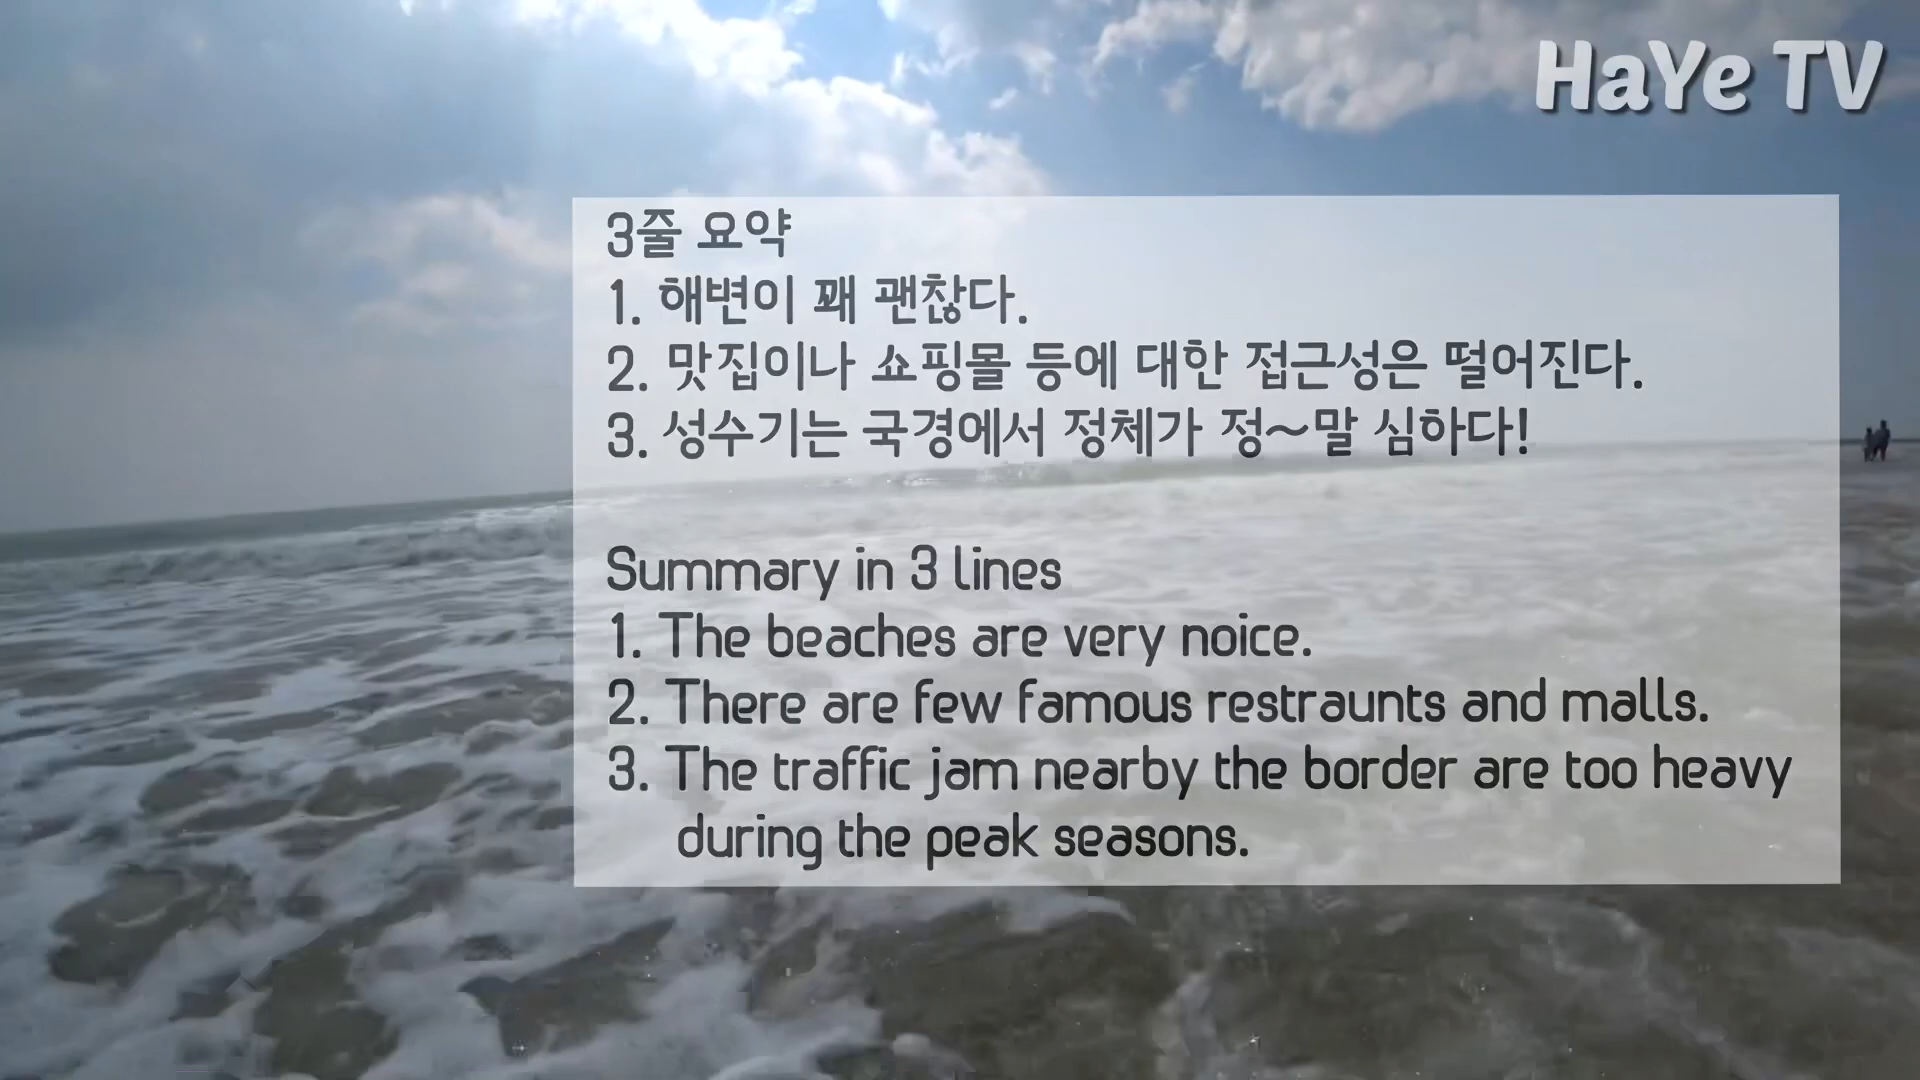 HaYe TV
3줄 요약
1. 해변이 꽤 괜찮다.
2. 맛집이나 쇼핑몰 등에 대한 접근성은 떨어진다.
3. 성수기는 국경에서 정체가 정~말 심하다!
Summary in 3 lines
1. The beaches are very noice.
2. There are few famous restraunts and malls.
3. The traffic jam nearby the border are too heavy
during the peak seasons.